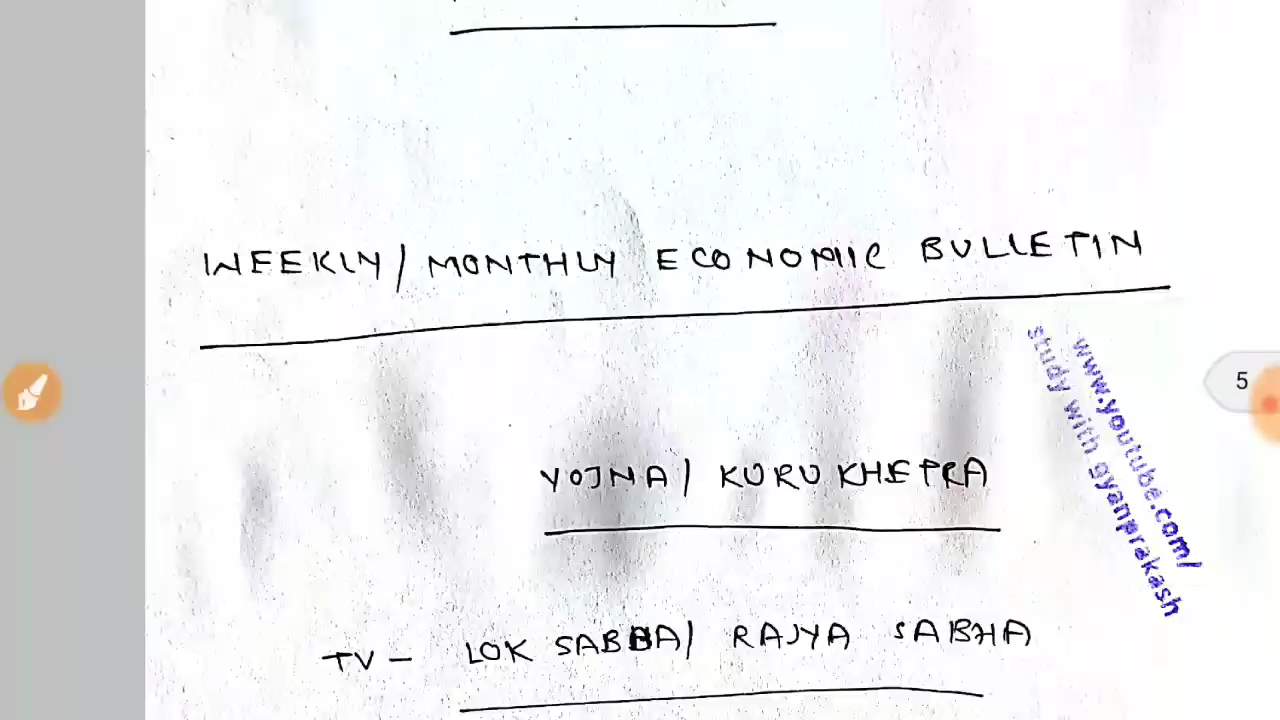 WEEKLY/ MONTHLY ECONOMIC BULLETIN
www.youtube.com/
study with gyanprakash
5
YOJNA/ KURUKHETRA
TV- LOK SABHA/ RAJYA SABHA